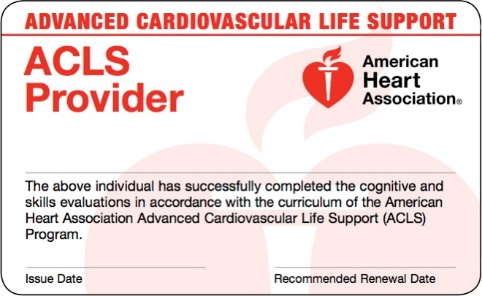 ADVANCED CARDIOVASCULAR LIFE SUPPORT
ACLS
Provider
American
Heart
Association®
The above individual has successfully completed the cognitive and
skills evaluations in accordance with the curriculum of the American
Heart Association Advanced Cardiovascular Life Support (ACLS)
Program.
Issue Date
Recommended Renewal Date